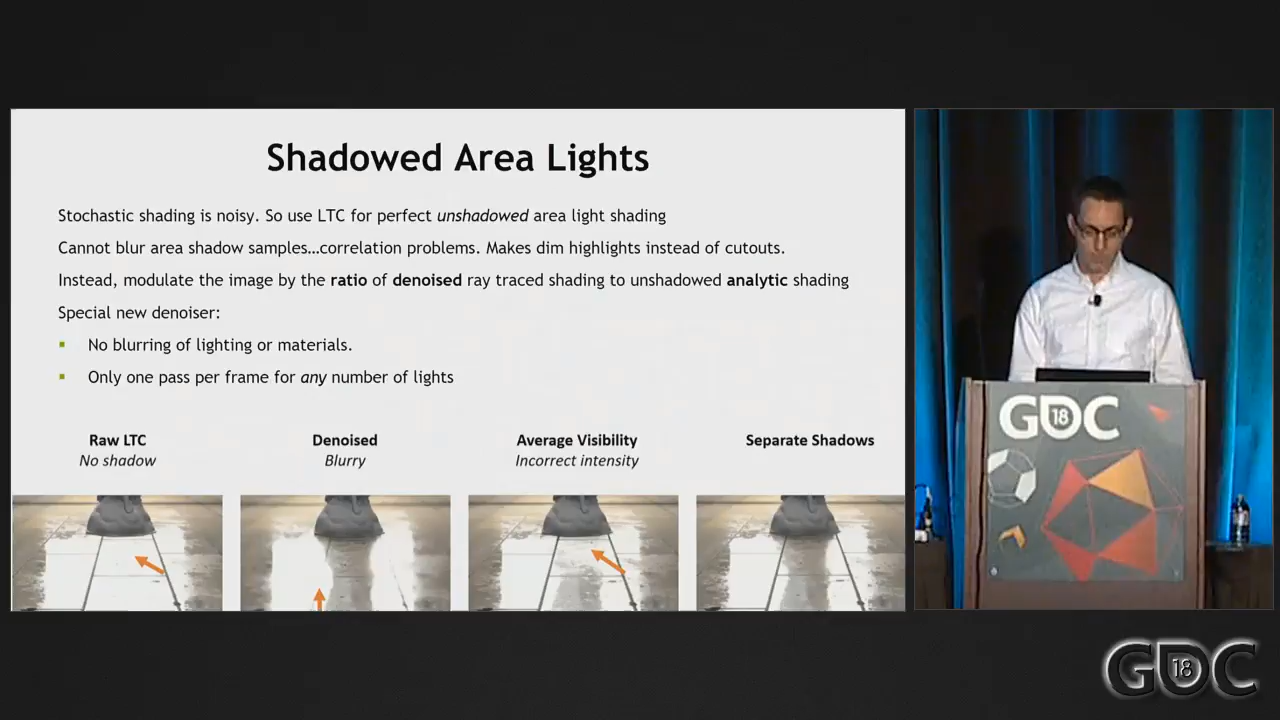 Shadowed Area Lights
Stochastic shading is noisy. So use LTC for perfect unshadowed area light shading
Cannot blur area shadow samples…correlation problems. Makes dim highlights instead of cutouts.
Instead, modulate the image by the ratio of denoised ray traced shading to unshadowed analytic shading
Special new denoiser:
▪ No blurring of lighting or materials.
▪ Only one pass per frame for any number of lights
Raw LTC
No shadow
Denoised
Blurry
Average Visibility
Incorrect intensity
Separate Shadows
GDC 18
GDC 18